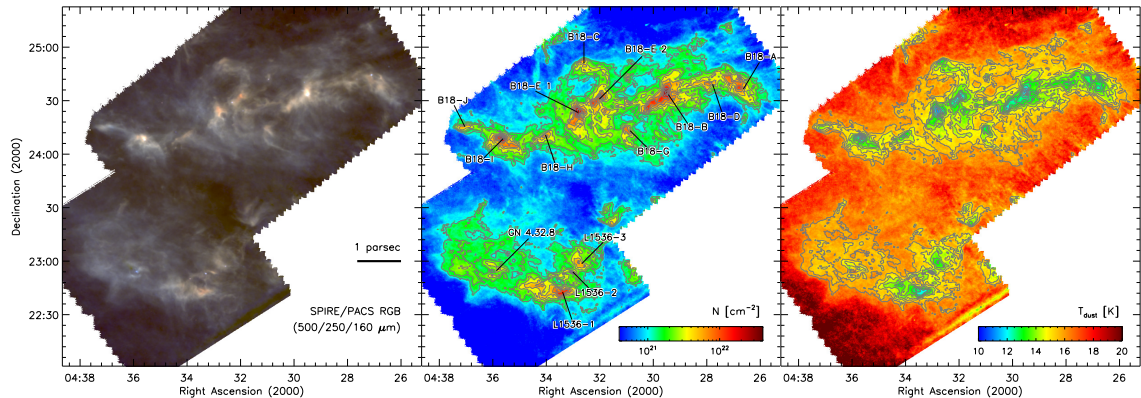 25:00
30
24:00
30
23:00
22:30
Declination (2000)
1 parsec
SPIRE/PACS RGB
(500/250/160 μm)
04:38 36 34 32 30 28 26
Right Ascension (2000)
B18-C
B18-E 2
B18-A
B18-E 1
B18-J
B18-D
B18-B
B18-G
B18-I
B18-H
GN 4.32.8
L1536-3
L1536-2
L1536-1
N [cm⁻²]
10²¹ 10²²
36 34 32 30 28 26
Right Ascension (2000)
T_dust [K]
10 12 14 16 18 20
04:38 36 34 32 30 28 26
Right Ascension (2000)